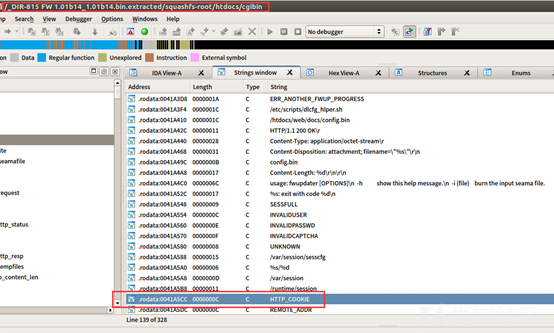 /_DIR-815 FW 1.01b14_1.01b14.bin.extracted/squashfs-root/htdocs/cgibin
Search View Debugger Options Windows Help
No debugger
Data Regular function Unexplored Instruction External symbol
ow
IDA View-A Strings window Hex View-A Structures Enums
Address Length Type String
.rodata:0041A3D8 0000001A C ERR_ANOTHER_FWUP_PROGRESS
.rodata:0041A3F4 0000001C C /etc/scripts/dlcfg_hlper.sh
.rodata:0041A410 0000001C C /htdocs/web/docs/config.bin
.rodata:0041A42C 00000011 C HTTP/1.1 200 OK\r
.rodata:0041A440 00000028 C Content-Type: application/octet-stream\r
.rodata:0041A468 00000034 C Content-Disposition: attachment; filename=\"%s\"\r\n
.rodata:0041A49C 0000000B C config.bin
.rodata:0041A4A8 00000017 C Content-Length: %d\r\n\r\n
.rodata:0041A4C0 0000006C C usage: fwupdater [OPTIONS]\n -h show this help.message.\n -i {file} burn the input seama file.
.rodata:0041A52C 00000017 C %s: exit with code %d\n
.rodata:0041A548 00000009 C SESSFULL
.rodata:0041A554 0000000C C INVALIDUSER
.rodata:0041A560 0000000E C INVALIDPASSWD
.rodata:0041A570 0000000F C INVALIDCAPTCHA
.rodata:0041A580 00000008 C UNKNOWN
.rodata:0041A588 00000015 C /var/session/sesscfg
.rodata:0041A5A0 00000006 C %s/%d
.rodata:0041A5A8 0000000D C /var/session
.rodata:0041A5B8 00000011 C /runtime/session
.rodata:0041A5CC 0000000C C HTTP_COOKIE
.rodata:0041A5D8 0000000C C REMOTE_ADDR
ite
seamafile
request
ttp_status
ttp_resp
empfiles
p_content_len
Line 139 of 328